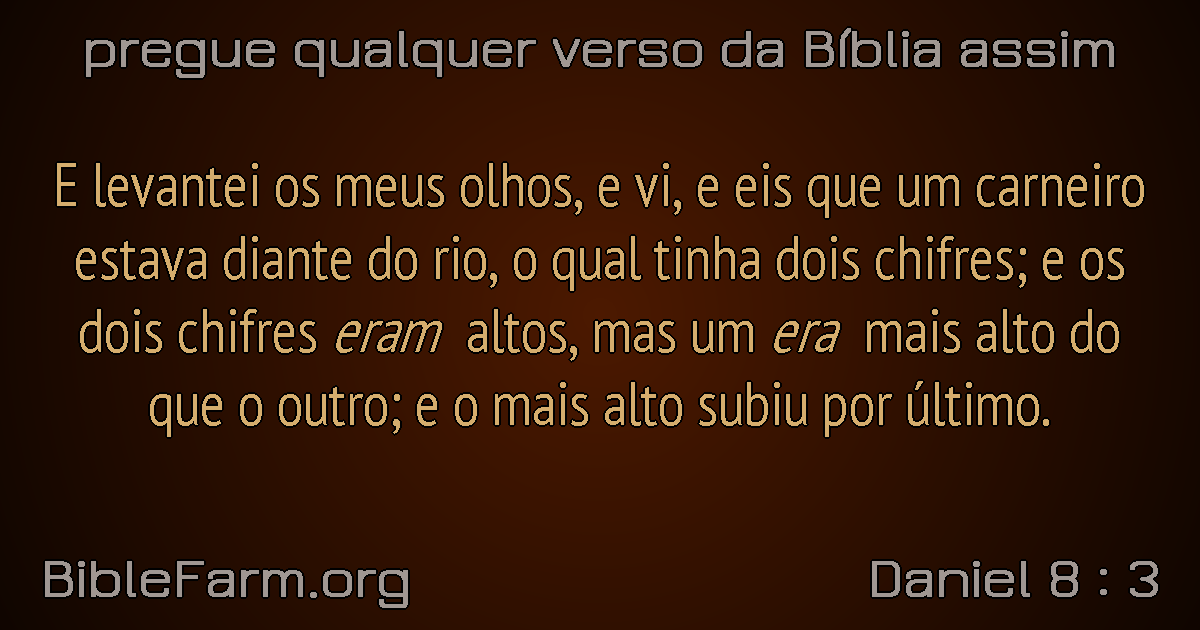 pregue qualquer verso da Bíblia assim
E levantei os meus olhos, e vi, e eis que um carneiro
estava diante do rio, o qual tinha dois chifres; e os
dois chifres eram altos, mas um era mais alto do
que o outro; e o mais alto subiu por último.
BibleFarm.org
Daniel 8 : 3